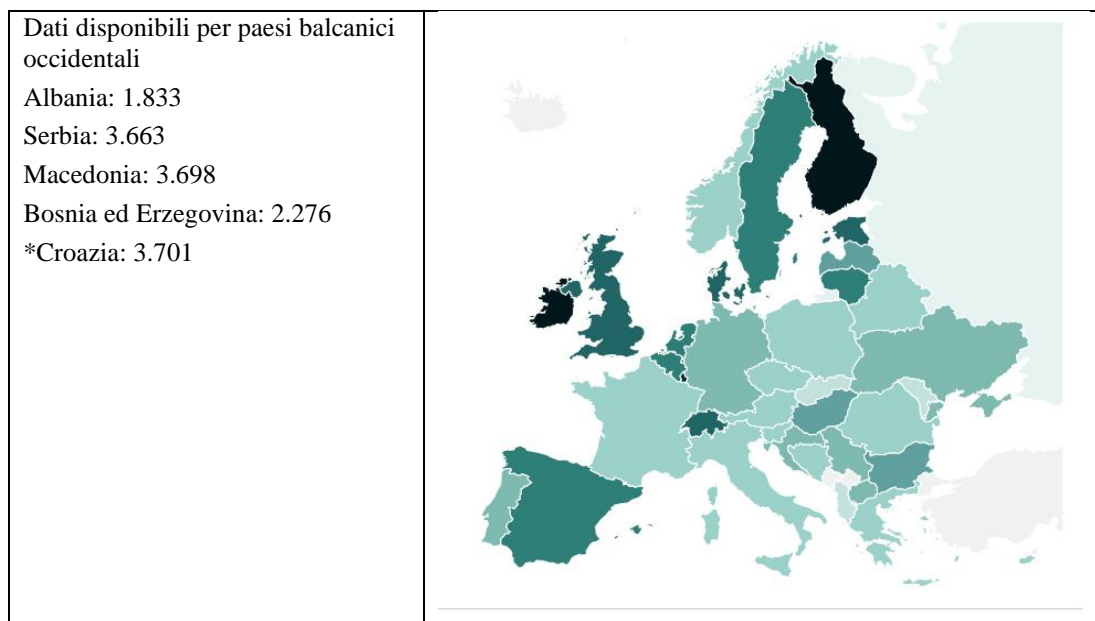 Dati disponibili per paesi balcanici
occidentali
Albania: 1.833
Serbia: 3.663
Macedonia: 3.698
Bosnia ed Erzegovina: 2.276
*Croazia: 3.701